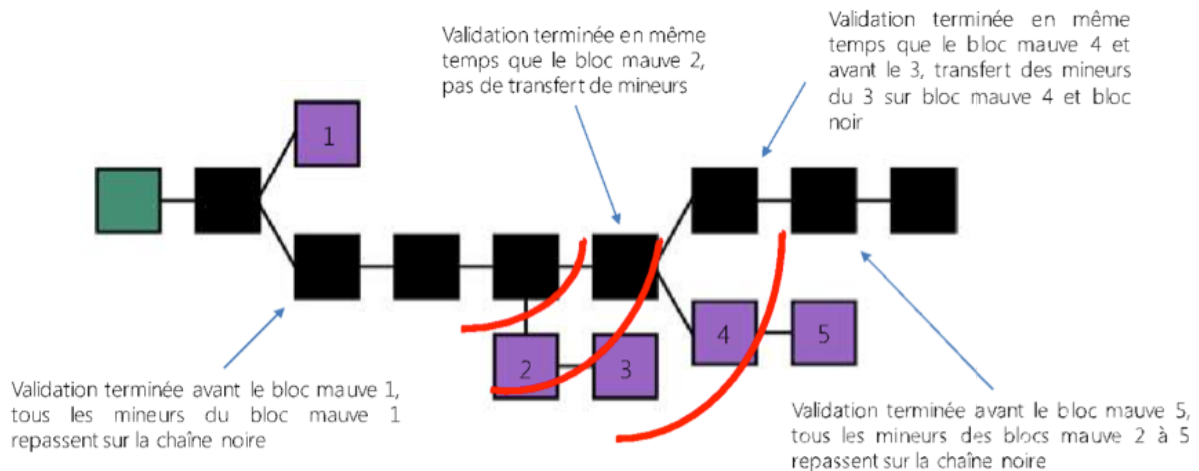 Validation terminée en même
temps que le bloc mauve 2,
pas de transfert de mineurs
Validation terminée en même
temps que le bloc mauve 4 et
avant le 3, transfert des mineurs
du 3 sur bloc mauve 4 et bloc
noir
1
2
3
4
5
Validation terminée avant le bloc mauve 1,
tous les mineurs du bloc mauve 1
repassent sur la chaîne noire
Validation terminée avant le bloc mauve 5,
tous les mineurs des blocs mauve 2 à 5
repassent sur la chaîne noire